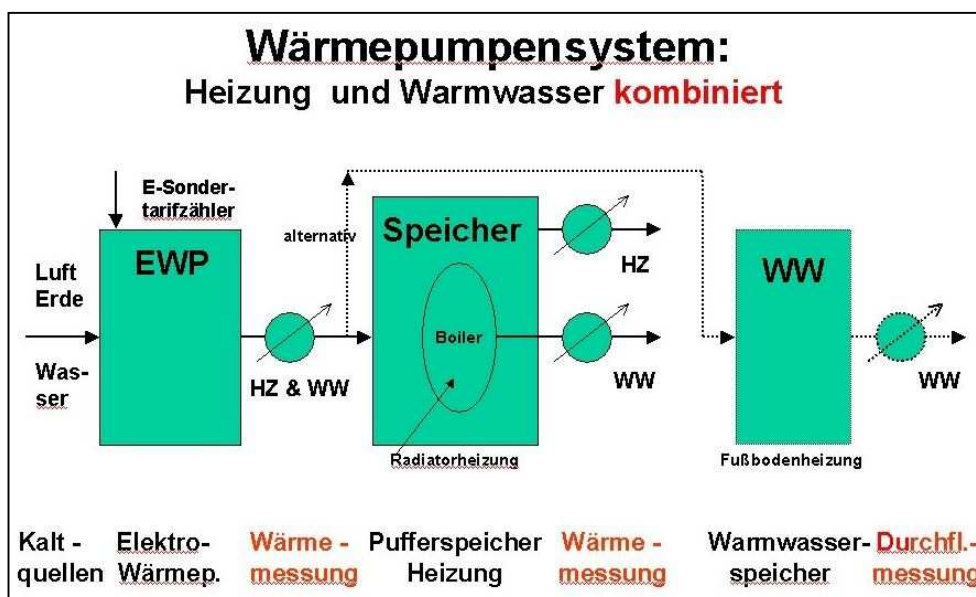 Wärmepumpensystem:
Heizung und Warmwasser kombiniert
E-Sonder-
tarifzähler
alternativ
EWP
Speicher
WW
Luft
Erde
Was-
ser
HZ & WW
Boiler
HZ
WW
WW
Radiatorheizung
Fußbodenheizung
Kalt - Elektro- Wärme - Pufferspeicher Wärme - Warmwasser- Durchfl.-
quellen Wärmep. messung Heizung messung speicher messung